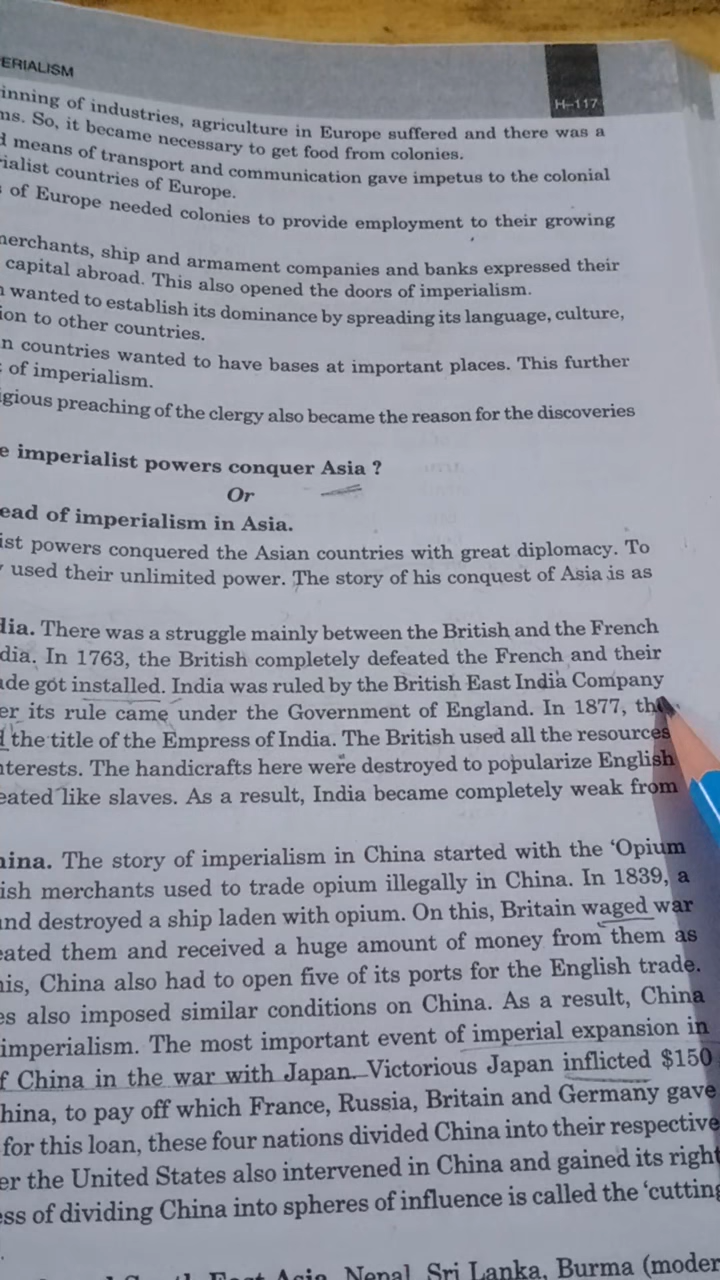 ERIALISM
H-117
inning of industries, agriculture in Europe suffered and there was a
ns. So, it became necessary to get food from colonies.
d means of transport and communication gave impetus to the colonial
rialist countries of Europe.
s of Europe needed colonies to provide employment to their growing
nerchants, ship and armament companies and banks expressed their
capital abroad. This also opened the doors of imperialism.
n wanted to establish its dominance by spreading its language, culture,
ion to other countries.
n countries wanted to have bases at important places. This further
of imperialism.
igious preaching of the clergy also became the reason for the discoveries
e imperialist powers conquer Asia ?
Or
ead of imperialism in Asia.
ist powers conquered the Asian countries with great diplomacy. To
used their unlimited power. The story of his conquest of Asia is as
dia. There was a struggle mainly between the British and the French
dia. In 1763, the British completely defeated the French and their
ade got installed. India was ruled by the British East India Company
er its rule came under the Government of England. In 1877, the
d the title of the Empress of India. The British used all the resources
nterests. The handicrafts here were destroyed to popularize English
eated like slaves. As a result, India became completely weak from
hina. The story of imperialism in China started with the 'Opium
ish merchants used to trade opium illegally in China. In 1839, a
and destroyed a ship laden with opium. On this, Britain waged war
eated them and received a huge amount of money from them as
his, China also had to open five of its ports for the English trade.
es also imposed similar conditions on China. As a result, China
imperialism. The most important event of imperial expansion in
f China in the war with Japan. Victorious Japan inflicted $150
hina, to pay off which France, Russia, Britain and Germany gave
for this loan, these four nations divided China into their respective
er the United States also intervened in China and gained its right
ess of dividing China into spheres of influence is called the 'cutting
Asia, Nepal, Sri Lanka, Burma (moder